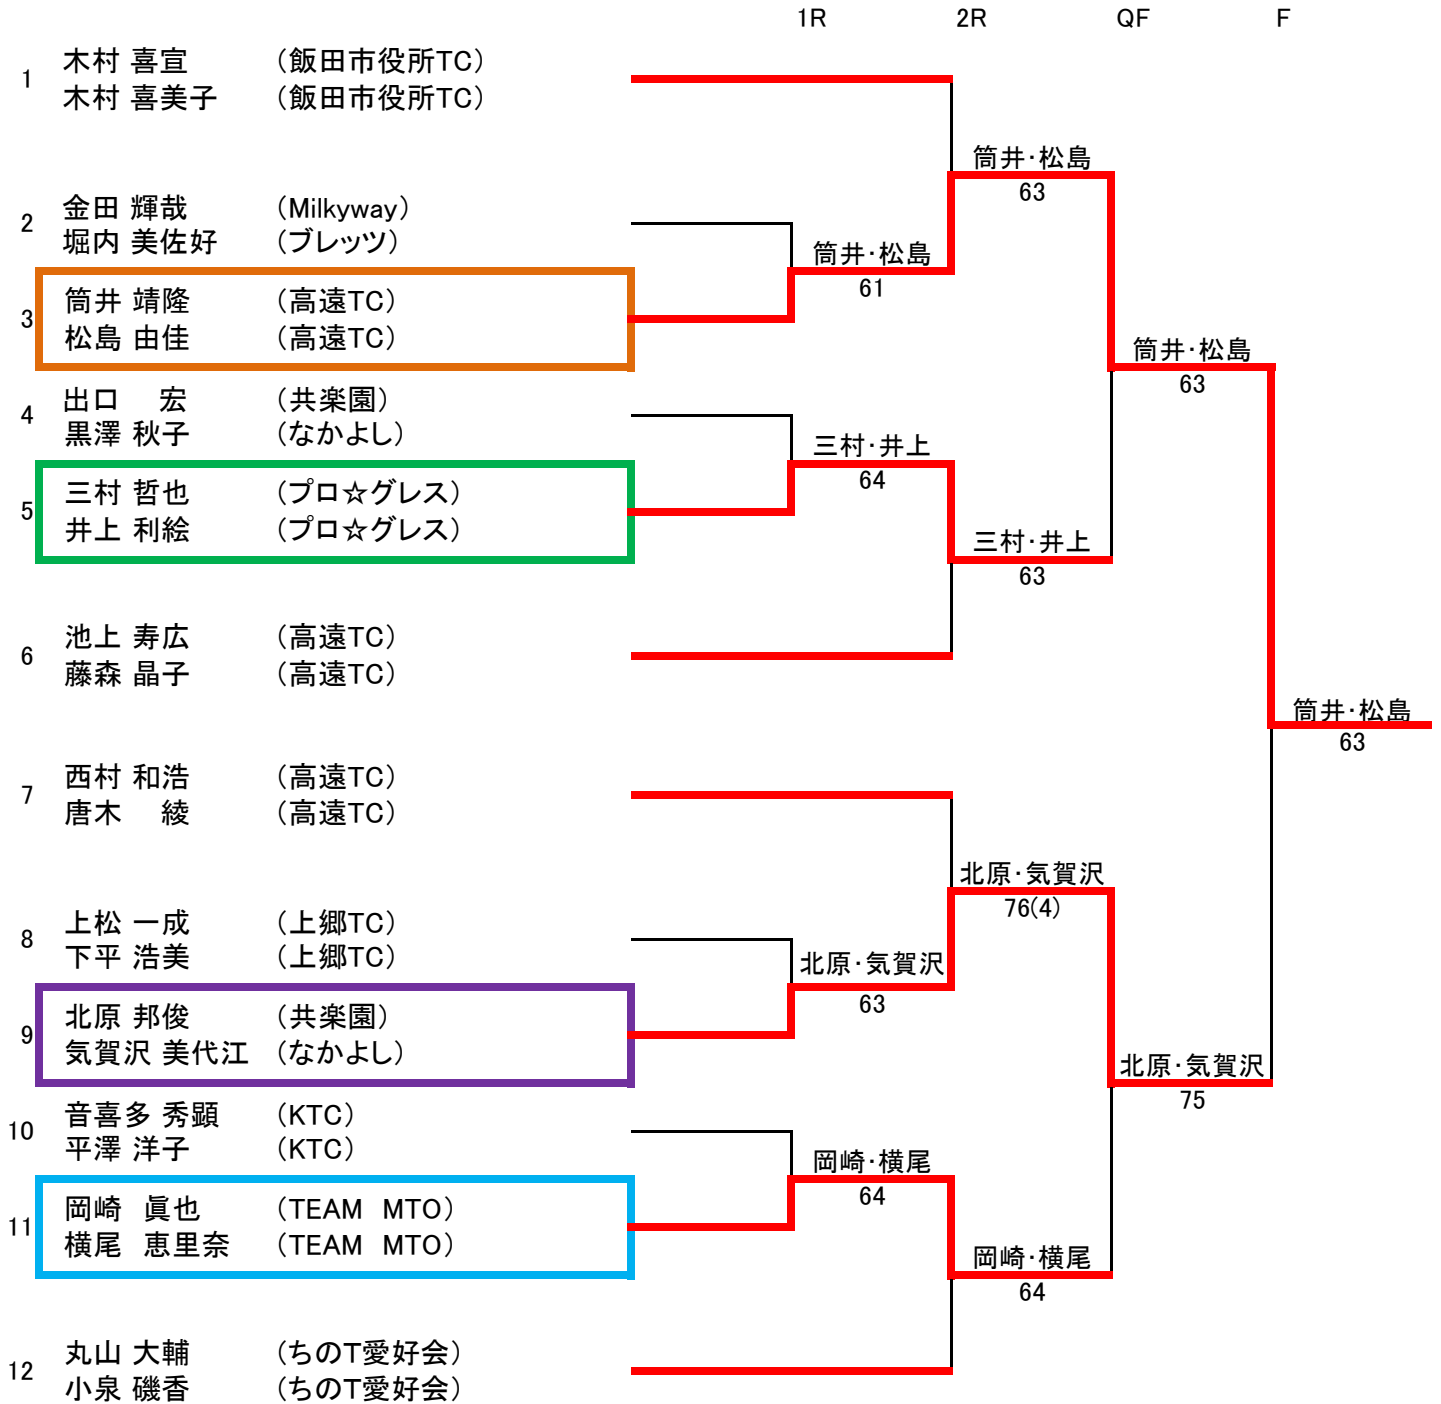 1R 2R QF F
1 木村 喜宣 (飯田市役所TC)
木村 喜美子 (飯田市役所TC)
筒井・松島
63
2 金田 輝哉 (Milkyway)
堀内 美佐好 (ブレッツ)
筒井・松島
61
3 筒井 靖隆 (高遠TC)
松島 由佳 (高遠TC)
筒井・松島
63
4 出口 宏 (共楽園)
黒澤 秋子 (なかよし)
三村・井上
64
5 三村 哲也 (プロ☆グレス)
井上 利絵 (プロ☆グレス)
三村・井上
63
6 池上 寿広 (高遠TC)
藤森 晶子 (高遠TC)
筒井・松島
63
7 西村 和浩 (高遠TC)
唐木 綾 (高遠TC)
北原・気賀沢
76(4)
8 上松 一成 (上郷TC)
下平 浩美 (上郷TC)
北原・気賀沢
63
9 北原 邦俊 (共楽園)
気賀沢 美代江 (なかよし)
北原・気賀沢
75
10 音喜多 秀顕 (KTC)
平澤 洋子 (KTC)
岡崎・横尾
64
11 岡崎 眞也 (TEAM MTO)
横尾 恵里奈 (TEAM MTO)
岡崎・横尾
64
12 丸山 大輔 (ちのT愛好会)
小泉 磯香 (ちのT愛好会)